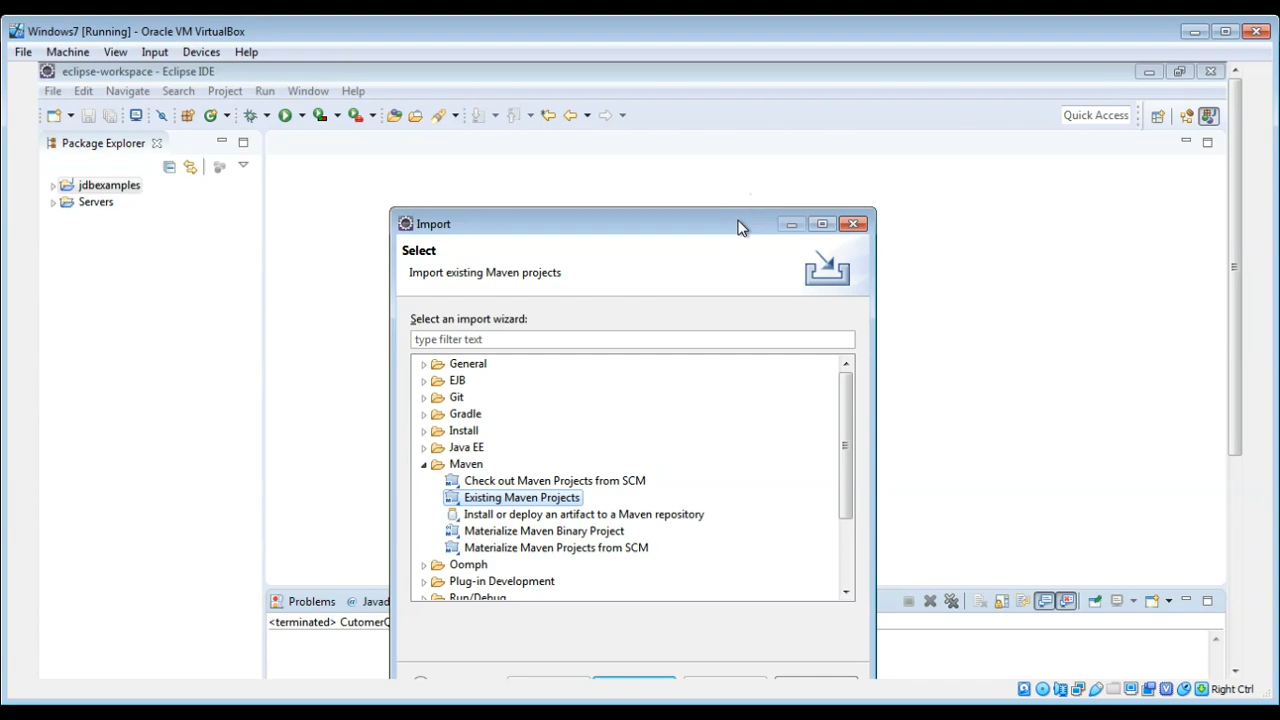 Windows7 [Running] - Oracle VM VirtualBox
File Machine View Input Devices Help
eclipse-workspace - Eclipse IDE
File Edit Navigate Search Project Run Window Help
Quick Access
Package Explorer
jdbexamples
Servers
Import
Select
Import existing Maven projects
Select an import wizard:
type filter text
General
EJB
Git
Gradle
Install
Java EE
Maven
Check out Maven Projects from SCM
Existing Maven Projects
Install or deploy an artifact to a Maven repository
Materialize Maven Binary Project
Materialize Maven Projects from SCM
Oomph
Plug-in Development
Run/Debug
Problems @ Javad
<terminated> CutomerC
Right Ctrl